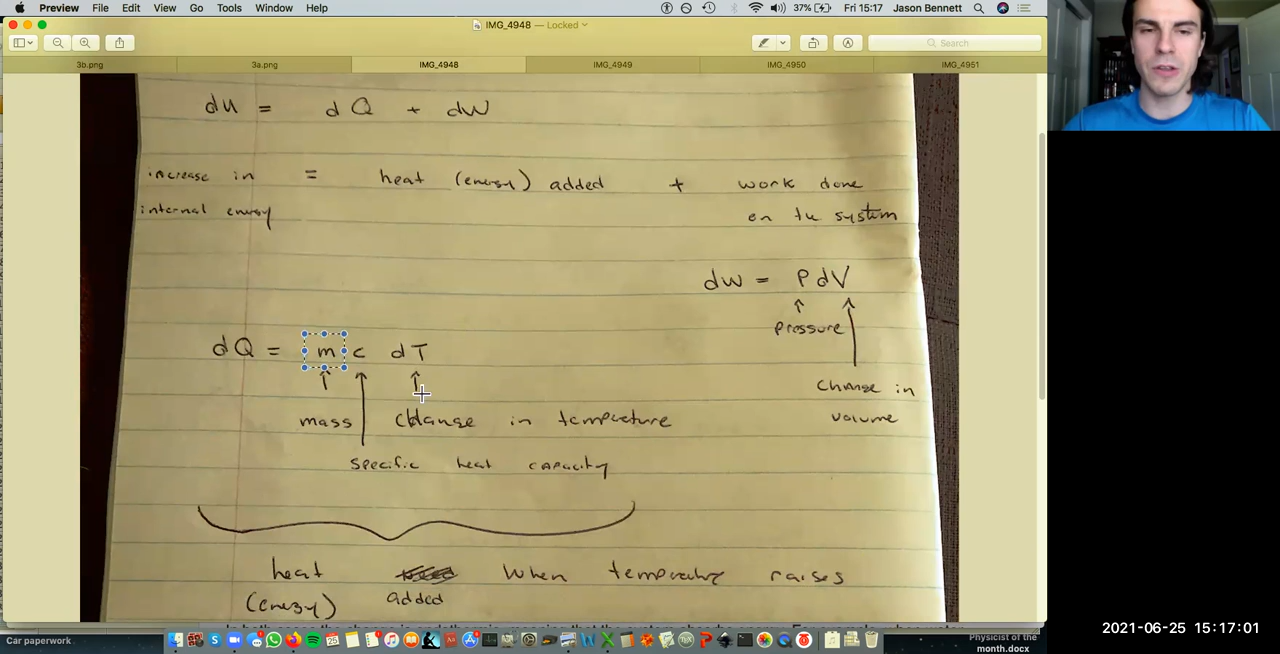 Preview File Edit View Go Tools Window Help 37% Fri 15:17 Jason Bennett
IMG_4948 — Locked
Search
3b.png 3a.png IMG_4948 IMG_4949 IMG_4950 IMG_4951
du = dQ + dW
increase in = heat (energy) added + work done
internal energy on the system
dW = P dV
pressure
dQ = m c dT
change in
mass change in temperature volume
specific heat capacity
heat when temperature raises
(energy) added
Car paperwork
Physicist of the
month.docx
2021-06-25 15:17:01